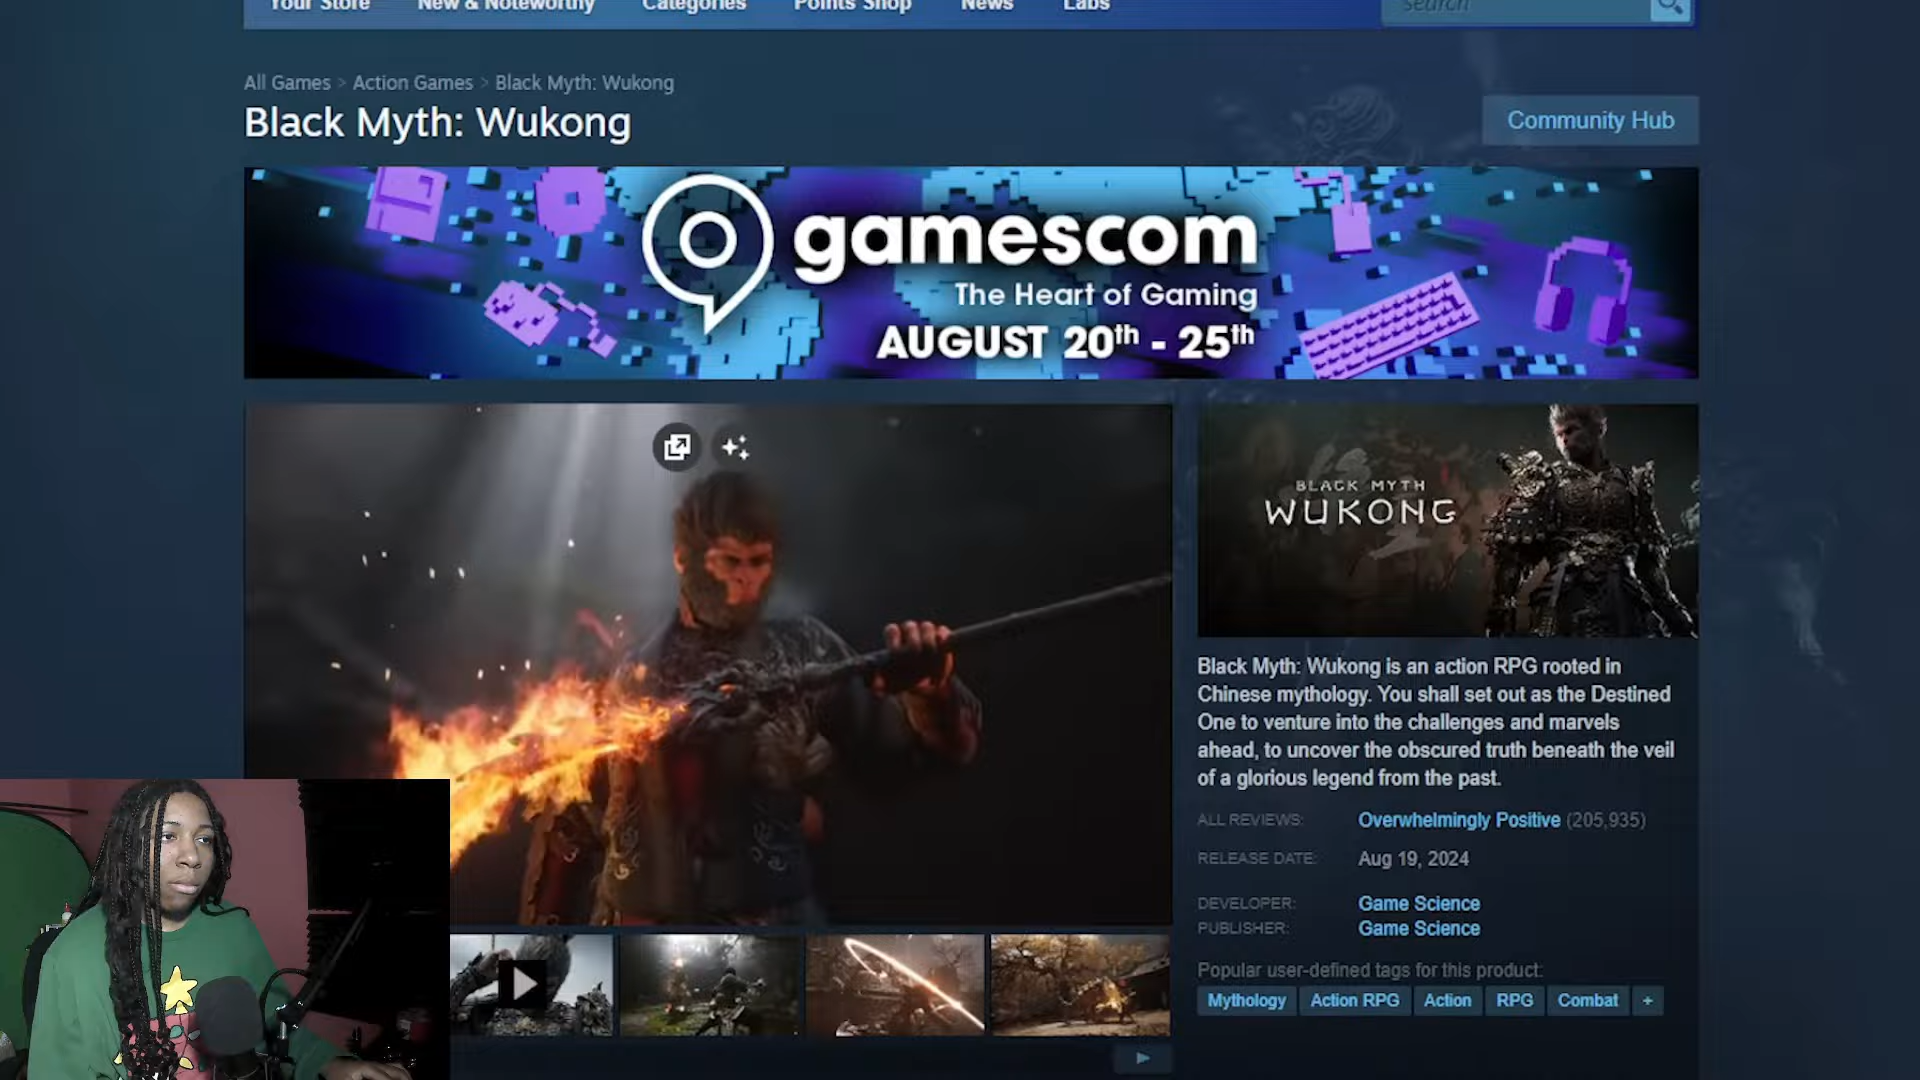 Your Store New & Noteworthy Categories Points Shop News Labs search
All Games > Action Games > Black Myth: Wukong
Black Myth: Wukong
Community Hub
gamescom
The Heart of Gaming
AUGUST 20th - 25th
BLACK MYTH
WUKONG
Black Myth: Wukong is an action RPG rooted in
Chinese mythology. You shall set out as the Destined
One to venture into the challenges and marvels
ahead, to uncover the obscured truth beneath the veil
of a glorious legend from the past.
ALL REVIEWS: Overwhelmingly Positive (205,935)
RELEASE DATE: Aug 19, 2024
DEVELOPER: Game Science
PUBLISHER: Game Science
Popular user-defined tags for this product:
Mythology Action RPG Action RPG Combat +